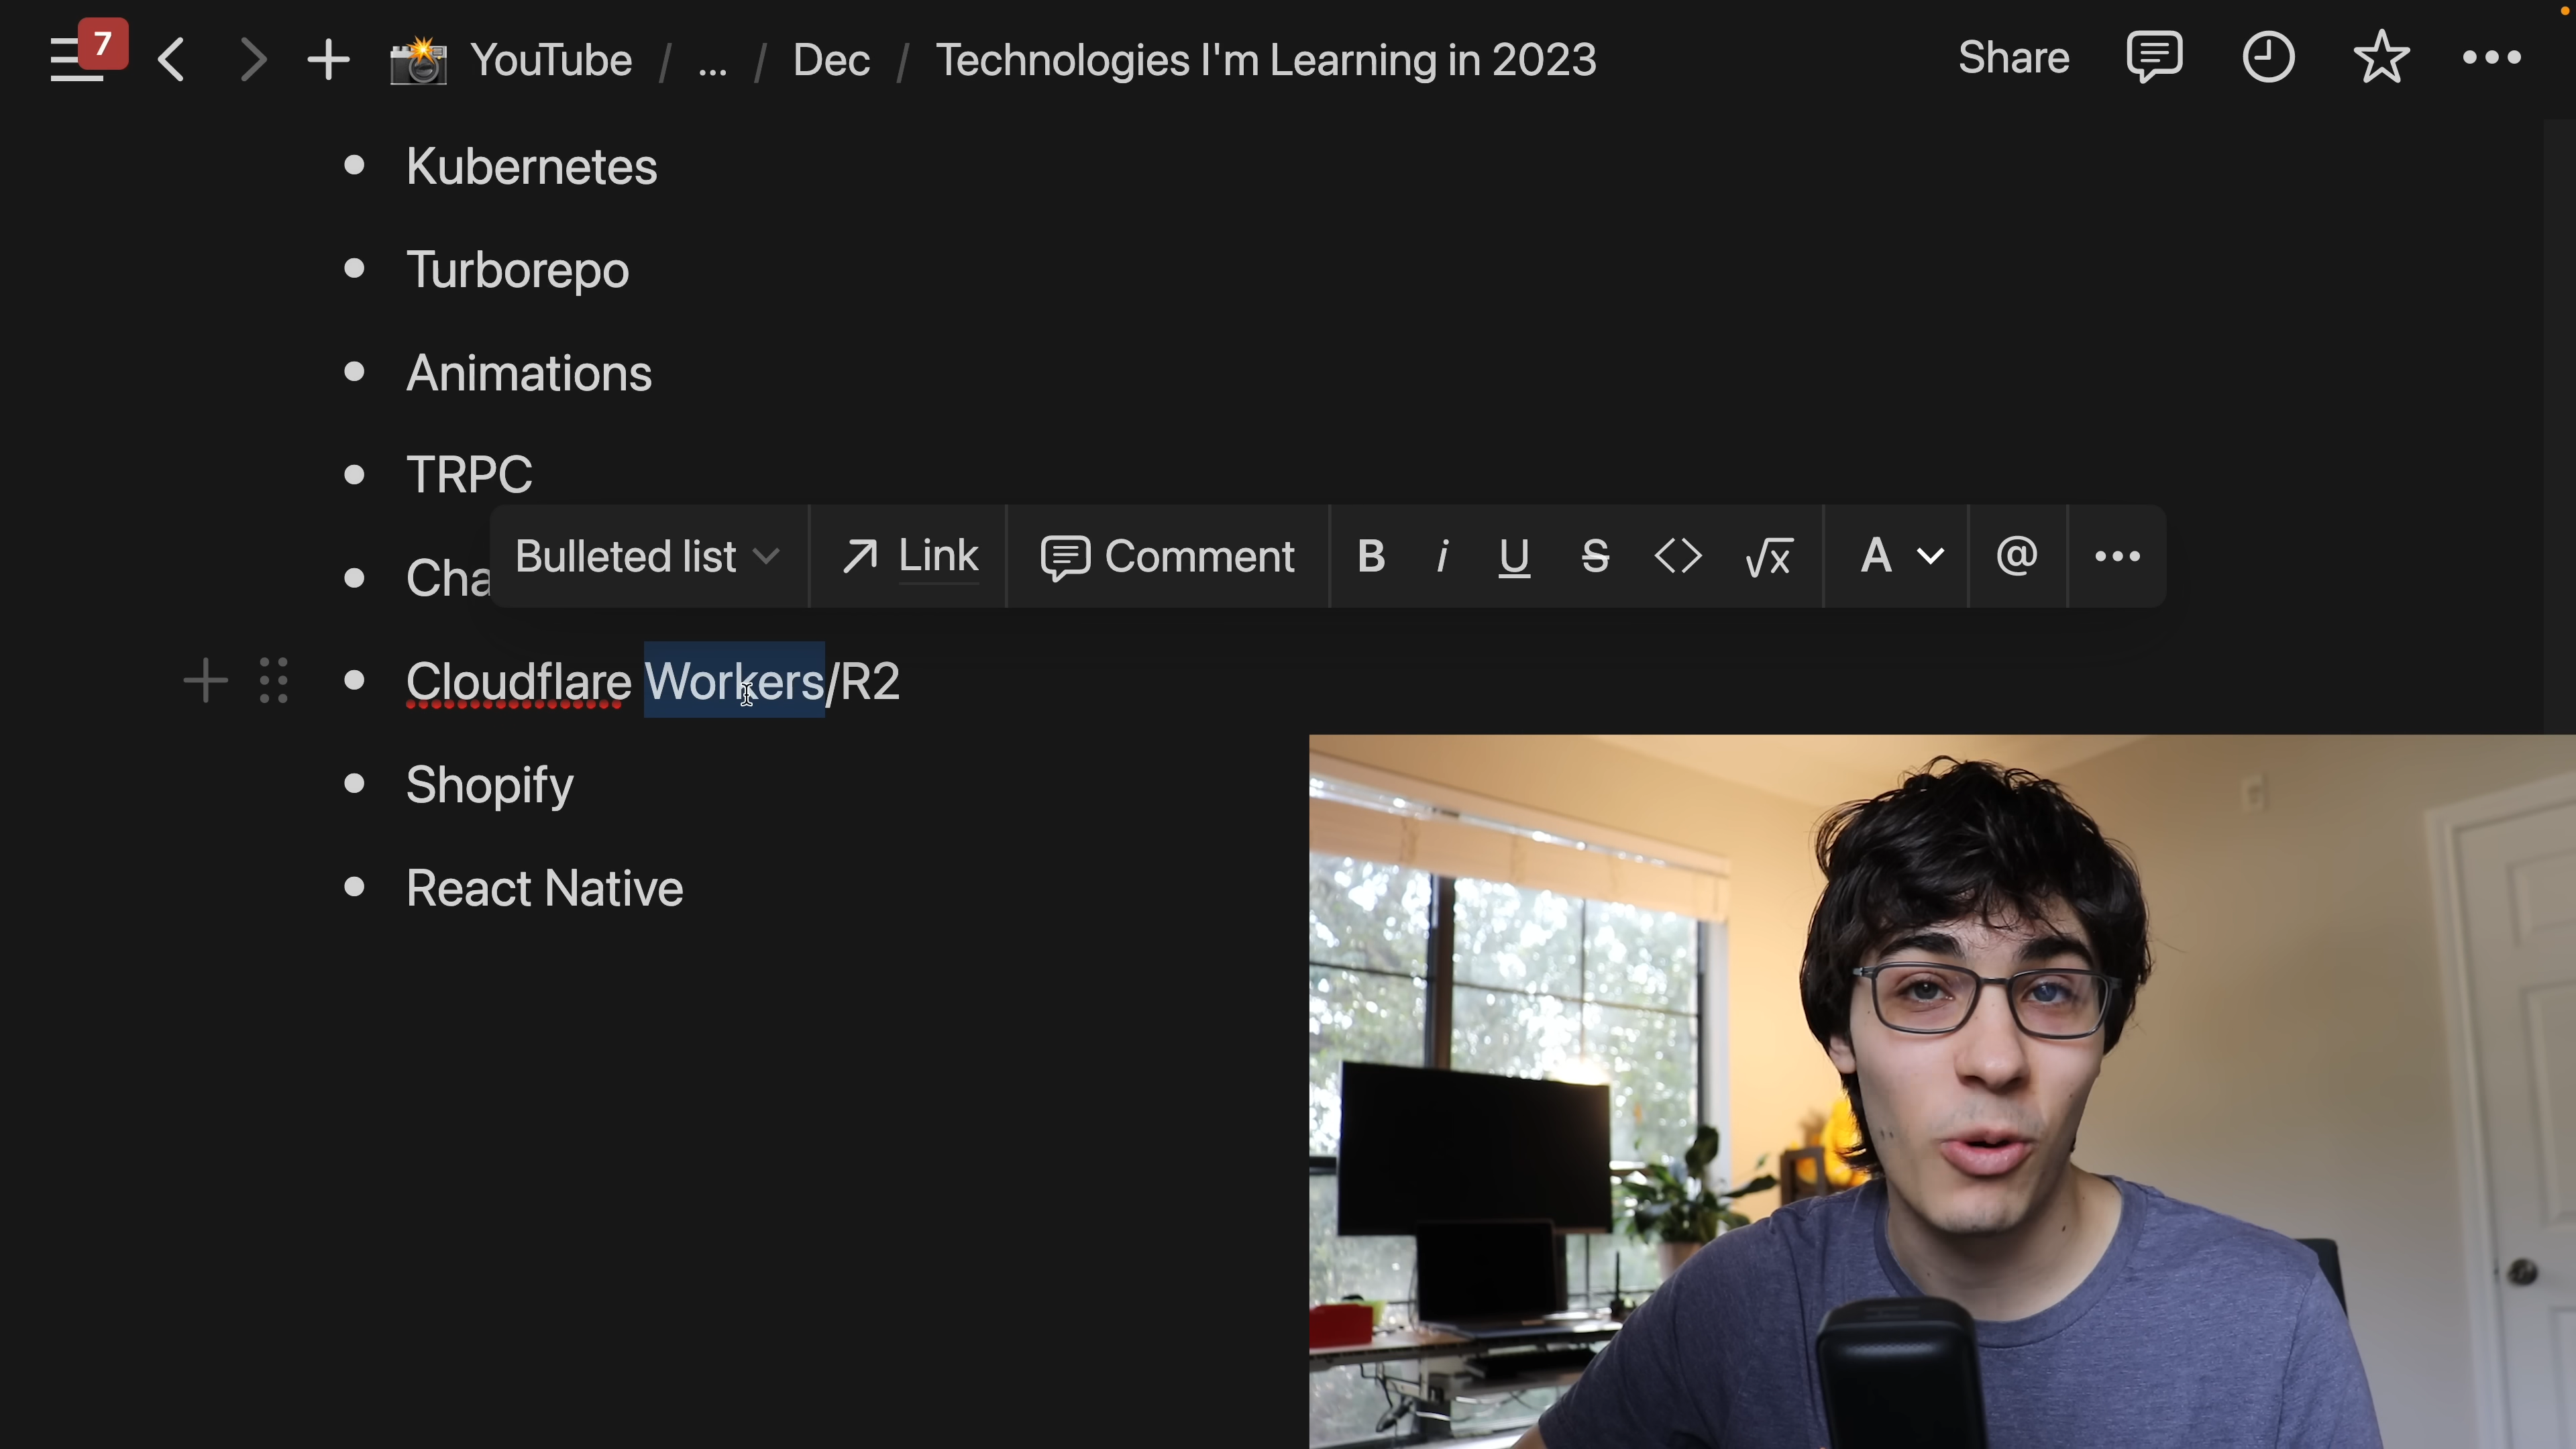 7
YouTube / ... / Dec / Technologies I'm Learning in 2023
Share
Kubernetes
Turborepo
Animations
TRPC
Cha
Bulleted list Link Comment B i U S <> √x A @ •••
Cloudflare Workers/R2
Shopify
React Native